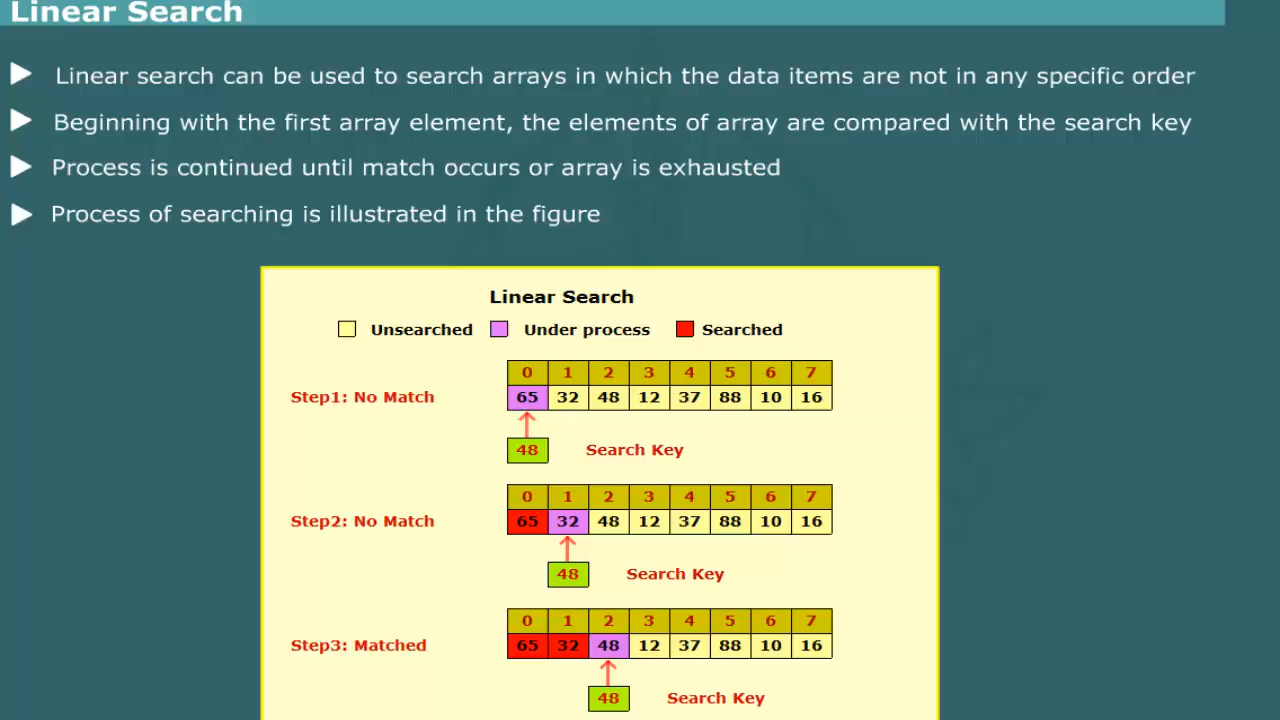 Linear Search
Linear search can be used to search arrays in which the data items are not in any specific order
Beginning with the first array element, the elements of array are compared with the search key
Process is continued until match occurs or array is exhausted
Process of searching is illustrated in the figure
Linear Search
Unsearched Under process Searched
0 1 2 3 4 5 6 7
Step1: No Match 65 32 48 12 37 88 10 16
48 Search Key
0 1 2 3 4 5 6 7
Step2: No Match 65 32 48 12 37 88 10 16
48 Search Key
0 1 2 3 4 5 6 7
Step3: Matched 65 32 48 12 37 88 10 16
48 Search Key